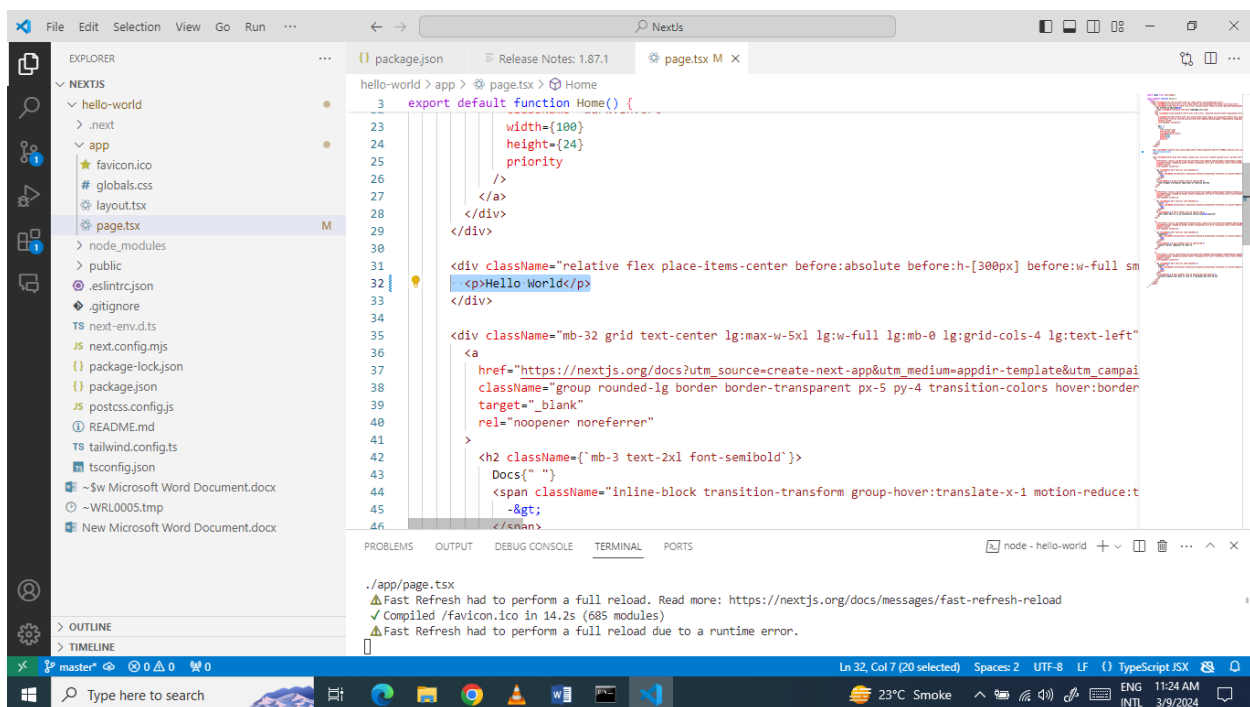 File Edit Selection View Go Run ··· NextJs
EXPLORER ···
NEXTJS
hello-world
.next
app
favicon.ico
# globals.css
layout.tsx
page.tsx M
node_modules
public
.eslintrc.json
.gitignore
TS next-env.d.ts
JS next.config.mjs
{} package-lock.json
{} package.json
JS postcss.config.js
README.md
TS tailwind.config.ts
tsconfig.json
~$w Microsoft Word Document.docx
~WRL0005.tmp
New Microsoft Word Document.docx
OUTLINE
TIMELINE
{} package.json Release Notes: 1.87.1 page.tsx M
hello-world > app > page.tsx > Home
3 export default function Home() {
23 width={100}
24 height={24}
25 priority
26 />
27 </a>
28 </div>
29 </div>
30
31 <div className="relative flex place-items-center before:absolute before:h-[300px] before:w-full sm
32 <p>Hello World</p>
33 </div>
34
35 <div className="mb-32 grid text-center lg:max-w-5xl lg:w-full lg:mb-0 lg:grid-cols-4 lg:text-left"
36 <a
37 href="https://nextjs.org/docs?utm_source=create-next-app&utm_medium=appdir-template&utm_campai
38 className="group rounded-lg border border-transparent px-5 py-4 transition-colors hover:border
39 target="_blank"
40 rel="noopener noreferrer"
41 >
42 <h2 className={`mb-3 text-2xl font-semibold`}>
43 Docs{" "}
44 <span className="inline-block transition-transform group-hover:translate-x-1 motion-reduce:t
45 -&gt;
46 </span>
PROBLEMS OUTPUT DEBUG CONSOLE TERMINAL PORTS node - hello-world
./app/page.tsx
⚠ Fast Refresh had to perform a full reload. Read more: https://nextjs.org/docs/messages/fast-refresh-reload
✓ Compiled /favicon.ico in 14.2s (685 modules)
⚠ Fast Refresh had to perform a full reload due to a runtime error.
master* 0 0 0 Ln 32, Col 7 (20 selected) Spaces: 2 UTF-8 LF {} TypeScript JSX
Type here to search 23°C Smoke ENG INTL 11:24 AM 3/9/2024